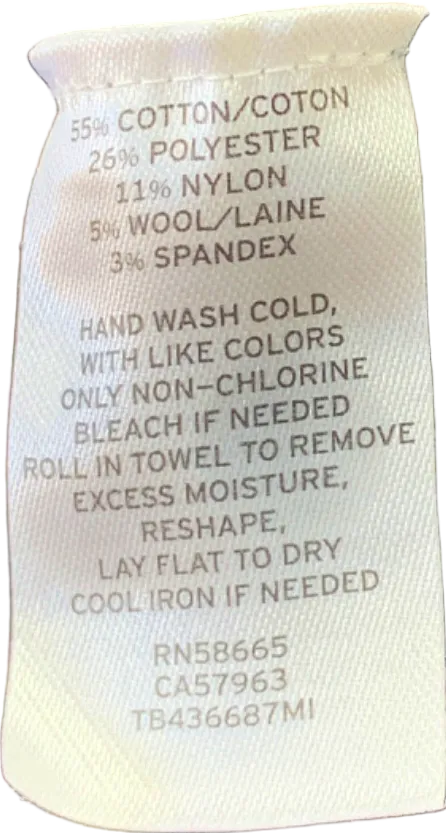 55% COTTON/COTON
26% POLYESTER
11% NYLON
5% WOOL/LAINE
3% SPANDEX
HAND WASH COLD,
WITH LIKE COLORS
ONLY NON-CHLORINE
BLEACH IF NEEDED
ROLL IN TOWEL TO REMOVE
EXCESS MOISTURE,
RESHAPE,
LAY FLAT TO DRY
COOL IRON IF NEEDED
RN58665
CA57963
TB436687MI